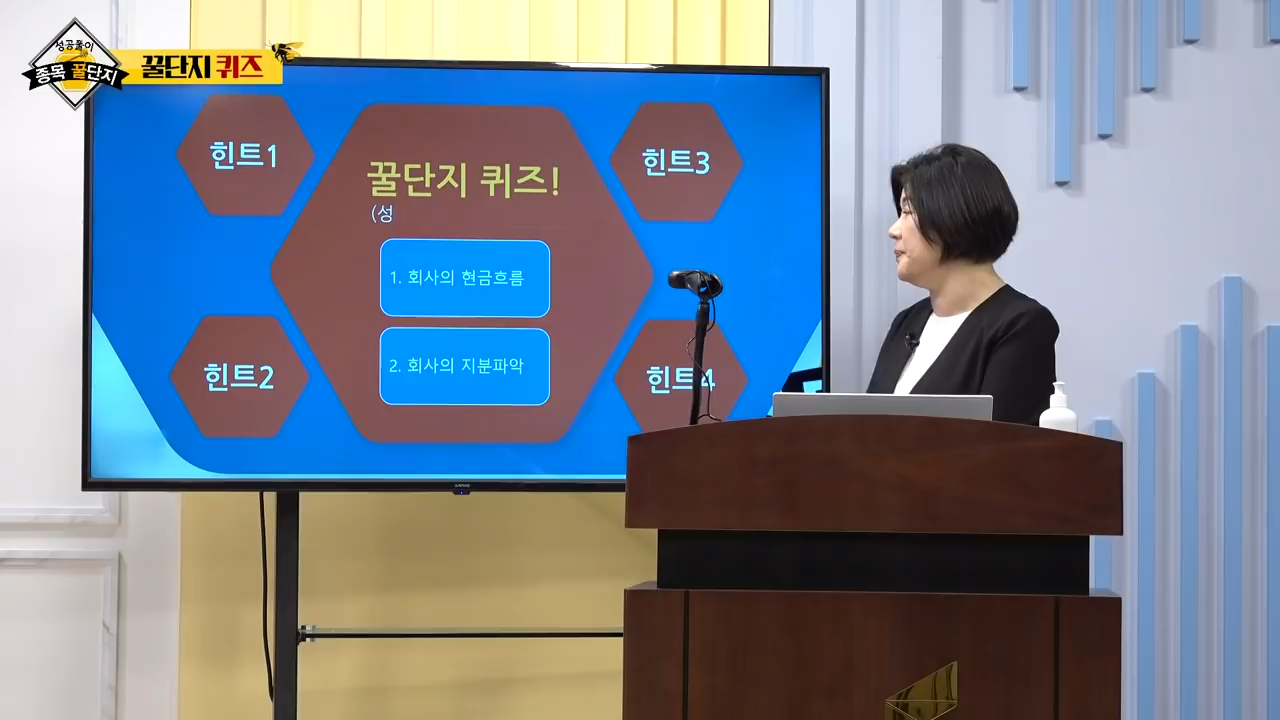 성공풀이
종목 꿀단지
꿀단지 퀴즈
힌트1
힌트3
꿀단지 퀴즈!
(성
1. 회사의 현금흐름
2. 회사의 지분파악
힌트2
힌트4